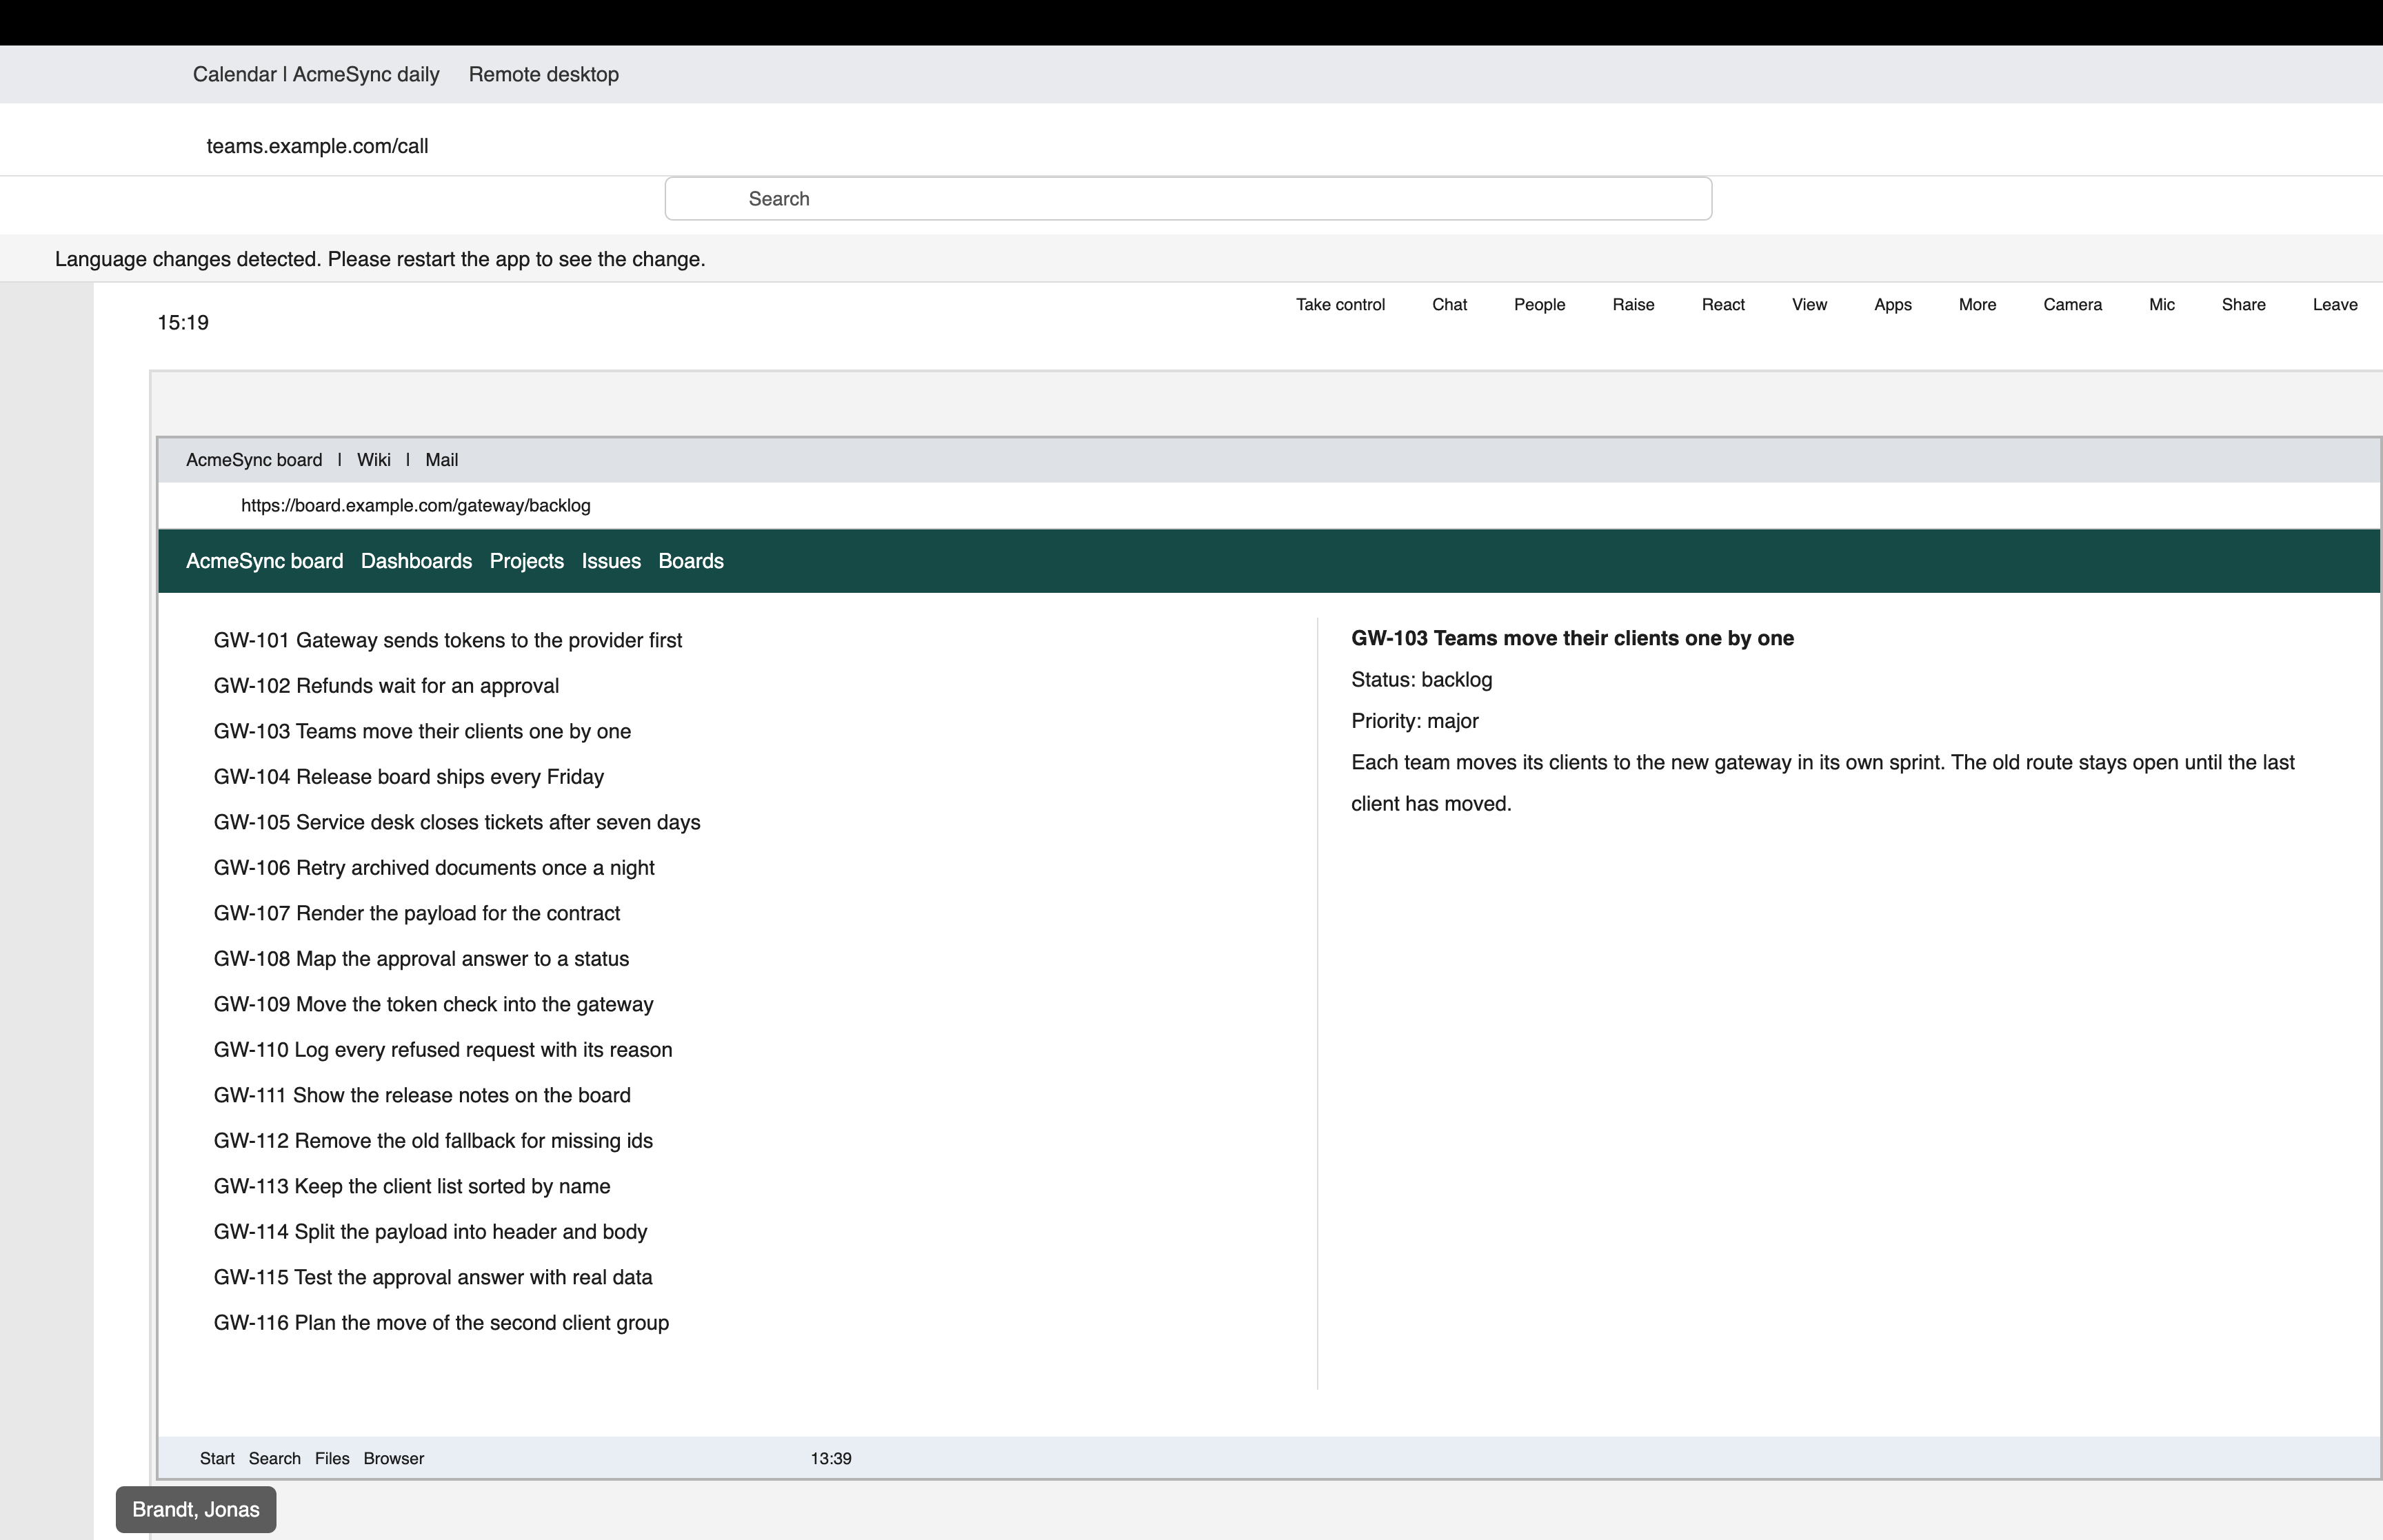 Calendar | AcmeSync daily Remote desktop
teams.example.com/call
Search
Language changes detected. Please restart the app to see the change.
15:19
Take control Chat People Raise React View Apps More Camera Mic Share Leave
AcmeSync board | Wiki | Mail
https://board.example.com/gateway/backlog
AcmeSync board Dashboards Projects Issues Boards
GW-101 Gateway sends tokens to the provider first
GW-102 Refunds wait for an approval
GW-103 Teams move their clients one by one
GW-104 Release board ships every Friday
GW-105 Service desk closes tickets after seven days
GW-106 Retry archived documents once a night
GW-107 Render the payload for the contract
GW-108 Map the approval answer to a status
GW-109 Move the token check into the gateway
GW-110 Log every refused request with its reason
GW-111 Show the release notes on the board
GW-112 Remove the old fallback for missing ids
GW-113 Keep the client list sorted by name
GW-114 Split the payload into header and body
GW-115 Test the approval answer with real data
GW-116 Plan the move of the second client group
GW-103 Teams move their clients one by one
Status: backlog
Priority: major
Each team moves its clients to the new gateway in its own sprint. The old route stays open until the last
client has moved.
Start Search Files Browser 13:39
Brandt, Jonas